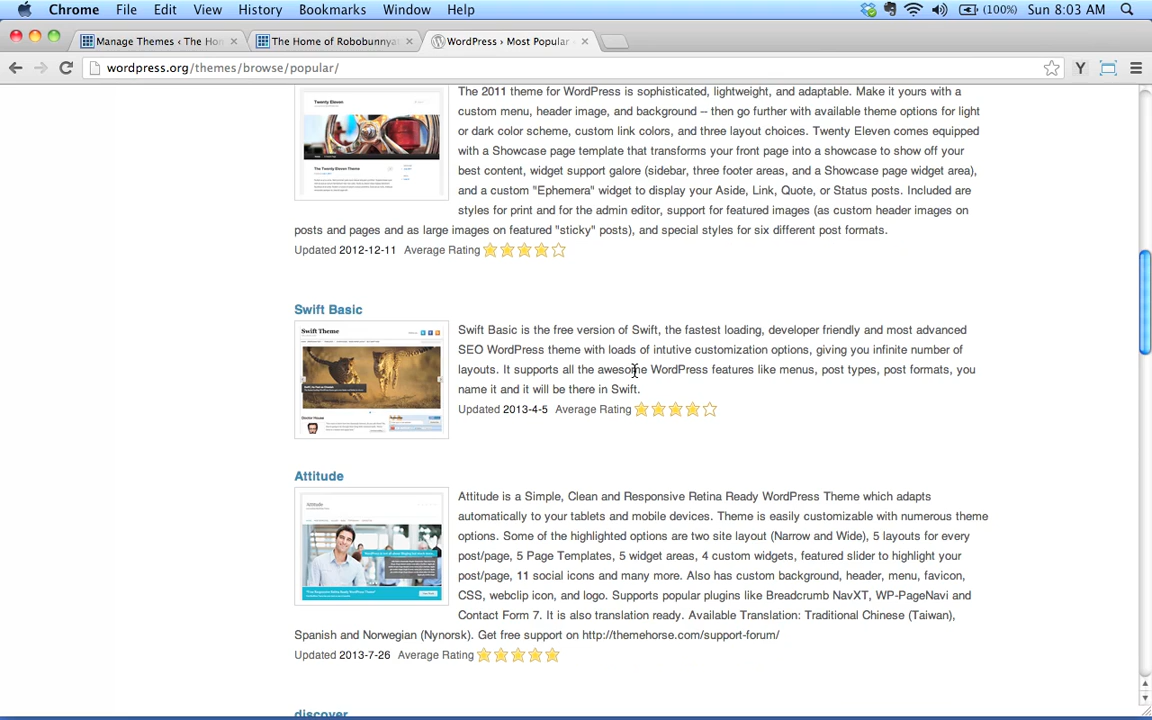 Chrome File Edit View History Bookmarks Window Help (100%) Sun 8:03 AM
Manage Themes ‹ The Hom × The Home of Robobunnyat × WordPress › Most Popular ×
wordpress.org/themes/browse/popular/
The 2011 theme for WordPress is sophisticated, lightweight, and adaptable. Make it yours with a
custom menu, header image, and background -- then go further with available theme options for light
or dark color scheme, custom link colors, and three layout choices. Twenty Eleven comes equipped
with a Showcase page template that transforms your front page into a showcase to show off your
best content, widget support galore (sidebar, three footer areas, and a Showcase page widget area),
and a custom "Ephemera" widget to display your Aside, Link, Quote, or Status posts. Included are
styles for print and for the admin editor, support for featured images (as custom header images on
posts and pages and as large images on featured "sticky" posts), and special styles for six different post formats.
Twenty Eleven
The Twenty Eleven Theme
Updated 2012-12-11 Average Rating
Swift Basic
Swift Theme
Swift Basic is the free version of Swift, the fastest loading, developer friendly and most advanced
SEO WordPress theme with loads of intutive customization options, giving you infinite number of
layouts. It supports all the awesome WordPress features like menus, post types, post formats, you
name it and it will be there in Swift.
Updated 2013-4-5 Average Rating
Attitude
Attitude
Attitude is a Simple, Clean and Responsive Retina Ready WordPress Theme which adapts
automatically to your tablets and mobile devices. Theme is easily customizable with numerous theme
options. Some of the highlighted options are two site layout (Narrow and Wide), 5 layouts for every
post/page, 5 Page Templates, 5 widget areas, 4 custom widgets, featured slider to highlight your
post/page, 11 social icons and many more. Also has custom background, header, menu, favicon,
CSS, webclip icon, and logo. Supports popular plugins like Breadcrumb NavXT, WP-PageNavi and
Contact Form 7. It is also translation ready. Available Translation: Traditional Chinese (Taiwan),
Spanish and Norwegian (Nynorsk). Get free support on http://themehorse.com/support-forum/
Updated 2013-7-26 Average Rating
discover